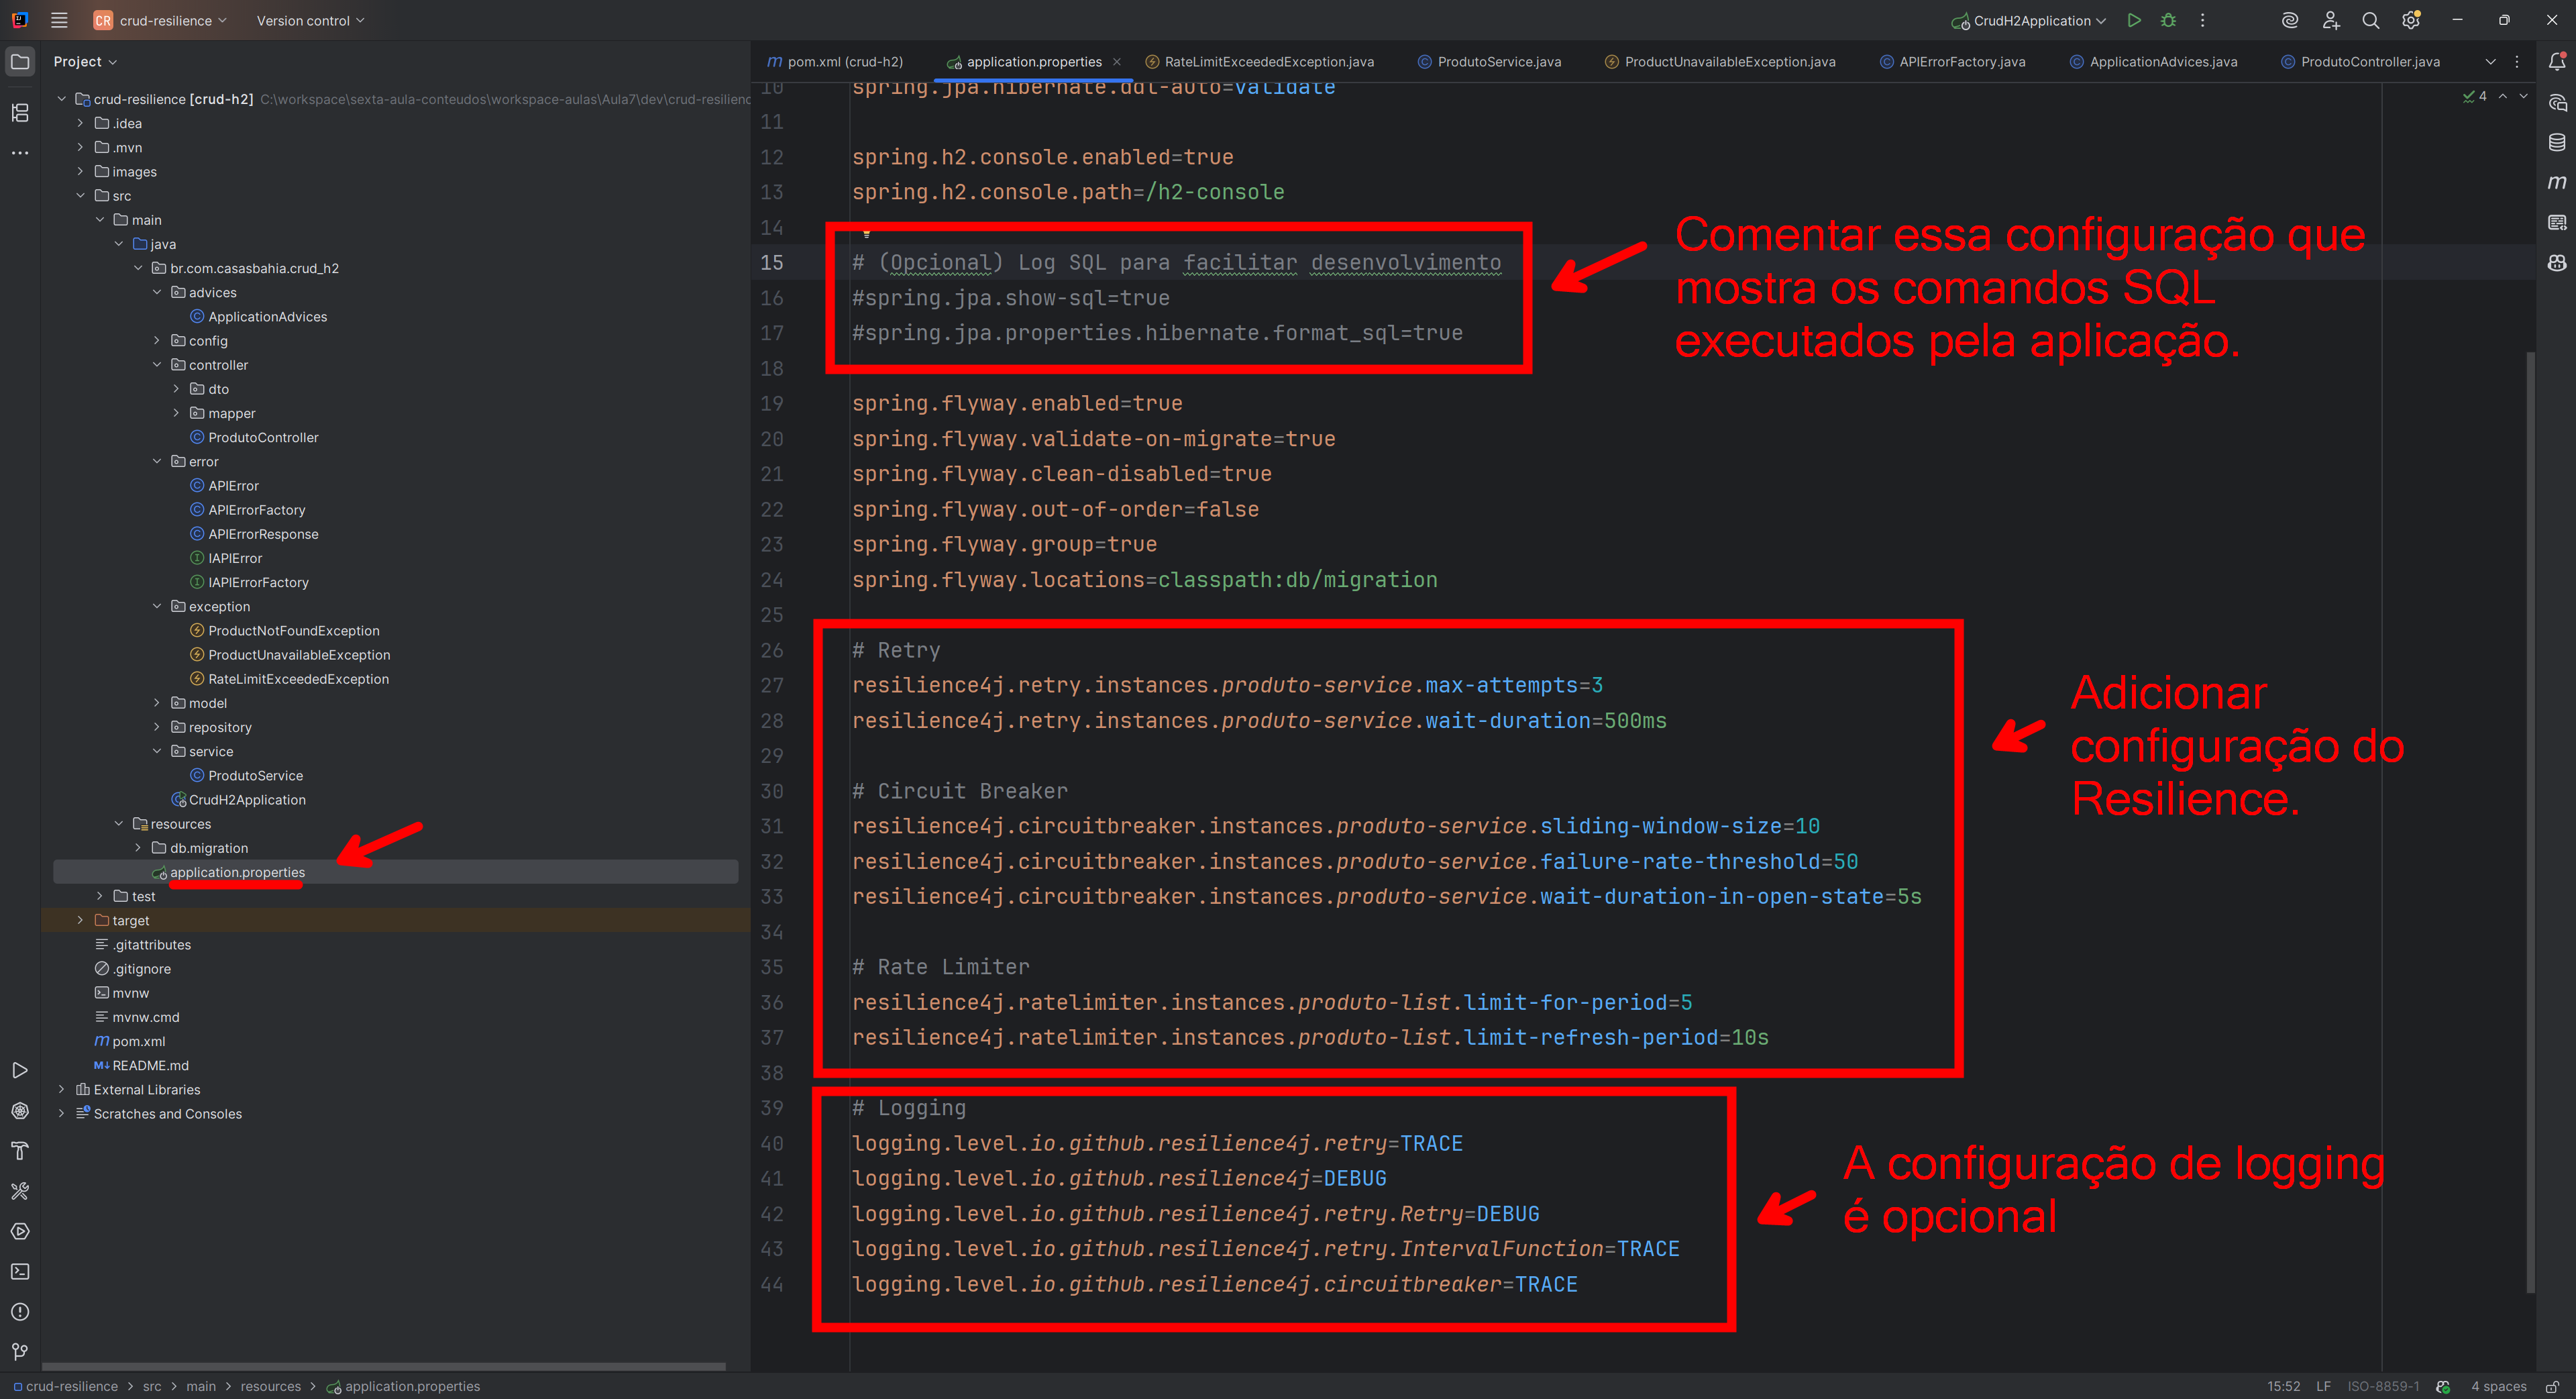 CR crud-resilience Version control CrudH2Application
Project
crud-resilience [crud-h2] C:\workspace\sexta-aula-conteudos\workspace-aulas\Aula7\dev\crud-resilienc
.idea
.mvn
images
src
main
java
br.com.casasbahia.crud_h2
advices
ApplicationAdvices
config
controller
dto
mapper
ProdutoController
error
APIError
APIErrorFactory
APIErrorResponse
IAPIError
IAPIErrorFactory
exception
ProductNotFoundException
ProductUnavailableException
RateLimitExceededException
model
repository
service
ProdutoService
CrudH2Application
resources
db.migration
application.properties
test
target
.gitattributes
.gitignore
mvnw
mvnw.cmd
pom.xml
README.md
External Libraries
Scratches and Consoles
pom.xml (crud-h2) application.properties RateLimitExceededException.java ProdutoService.java ProductUnavailableException.java APIErrorFactory.java ApplicationAdvices.java ProdutoController.java
4
10 spring.jpa.hibernate.ddl-auto=validate
11
12 spring.h2.console.enabled=true
13 spring.h2.console.path=/h2-console
14
15 # (Opcional) Log SQL para facilitar desenvolvimento
16 #spring.jpa.show-sql=true
17 #spring.jpa.properties.hibernate.format_sql=true
18
19 spring.flyway.enabled=true
20 spring.flyway.validate-on-migrate=true
21 spring.flyway.clean-disabled=true
22 spring.flyway.out-of-order=false
23 spring.flyway.group=true
24 spring.flyway.locations=classpath:db/migration
25
26 # Retry
27 resilience4j.retry.instances.produto-service.max-attempts=3
28 resilience4j.retry.instances.produto-service.wait-duration=500ms
29
30 # Circuit Breaker
31 resilience4j.circuitbreaker.instances.produto-service.sliding-window-size=10
32 resilience4j.circuitbreaker.instances.produto-service.failure-rate-threshold=50
33 resilience4j.circuitbreaker.instances.produto-service.wait-duration-in-open-state=5s
34
35 # Rate Limiter
36 resilience4j.ratelimiter.instances.produto-list.limit-for-period=5
37 resilience4j.ratelimiter.instances.produto-list.limit-refresh-period=10s
38
39 # Logging
40 logging.level.io.github.resilience4j.retry=TRACE
41 logging.level.io.github.resilience4j=DEBUG
42 logging.level.io.github.resilience4j.retry.Retry=DEBUG
43 logging.level.io.github.resilience4j.retry.IntervalFunction=TRACE
44 logging.level.io.github.resilience4j.circuitbreaker=TRACE
Comentar essa configuração que
mostra os comandos SQL
executados pela aplicação.
Adicionar
configuração do
Resilience.
A configuração de logging
é opcional
crud-resilience > src > main > resources > application.properties
15:52 LF ISO-8859-1 4 spaces